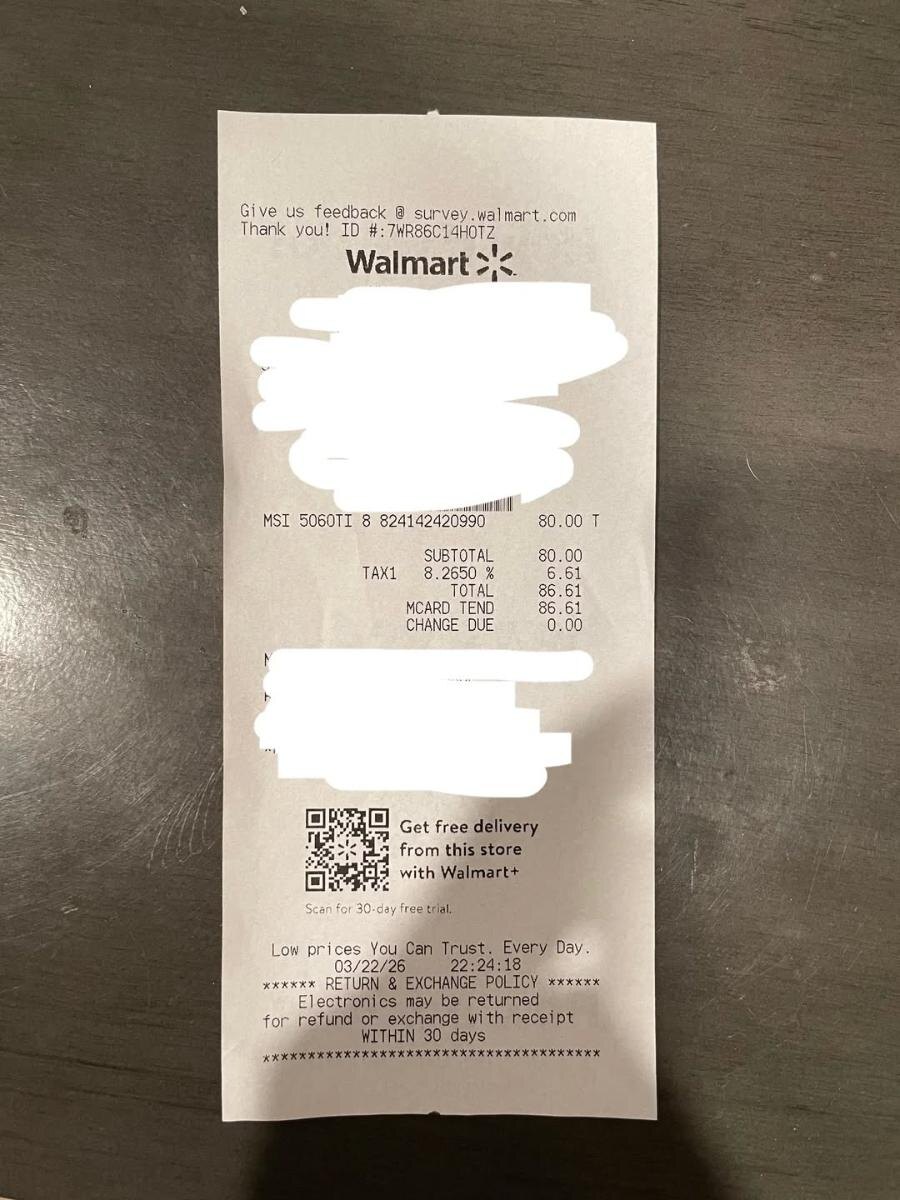 Give us feedback @ survey.walmart.com
Thank you! ID #:7WR86C14H0TZ
Walmart
MSI 5060TI 8 824142420990 80.00 T
SUBTOTAL 80.00
TAX1 8.2650 % 6.61
TOTAL 86.61
MCARD TEND 86.61
CHANGE DUE 0.00
Get free delivery
from this store
with Walmart+
Scan for 30-day free trial.
Low prices You Can Trust. Every Day.
03/22/26 22:24:18
****** RETURN & EXCHANGE POLICY ******
Electronics may be returned
for refund or exchange with receipt
WITHIN 30 days
**************************************